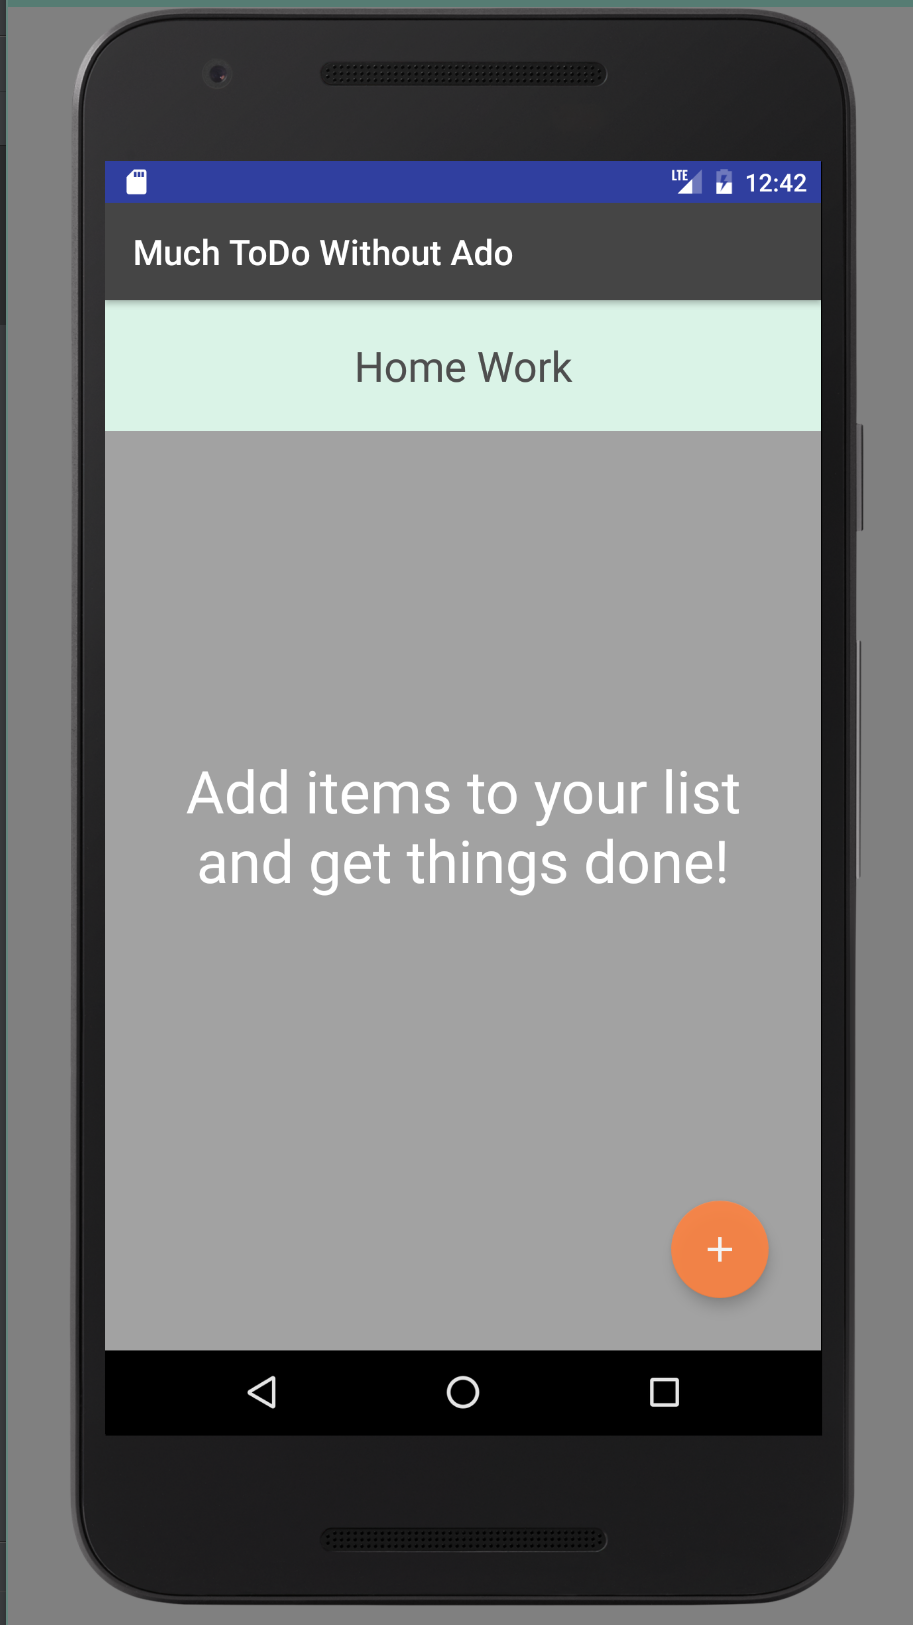 LTE 12:42
Much ToDo Without Ado
Home Work
Add items to your list
and get things done!
+